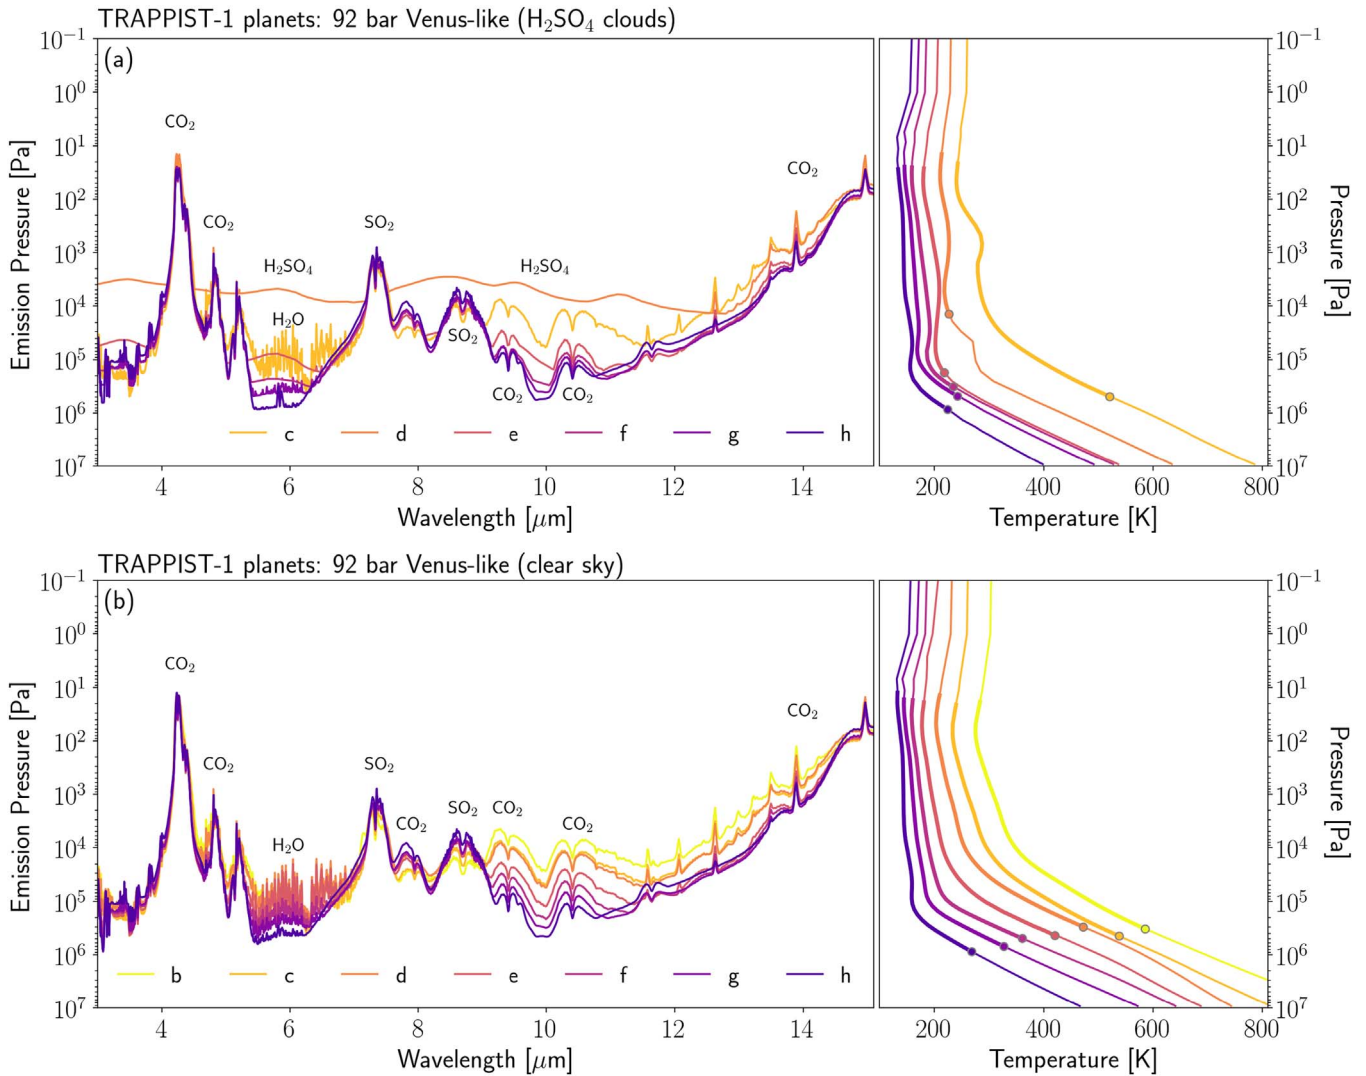 TRAPPIST-1 planets: 92 bar Venus-like (H₂SO₄ clouds)
(a)
Emission Pressure [Pa]
10⁻¹
10⁰
10¹
10²
10³
10⁴
10⁵
10⁶
10⁷
CO₂
CO₂
H₂SO₄
H₂O
SO₂
SO₂
H₂SO₄
CO₂
CO₂
CO₂
c d e f g h
4 6 8 10 12 14
Wavelength [μm]
200 400 600 800
Temperature [K]
10⁻¹
10⁰
10¹
10²
10³
10⁴
10⁵
10⁶
10⁷
Pressure [Pa]
TRAPPIST-1 planets: 92 bar Venus-like (clear sky)
(b)
Emission Pressure [Pa]
10⁻¹
10⁰
10¹
10²
10³
10⁴
10⁵
10⁶
10⁷
CO₂
CO₂
H₂O
SO₂
CO₂
SO₂
CO₂
CO₂
CO₂
b c d e f g h
4 6 8 10 12 14
Wavelength [μm]
200 400 600 800
Temperature [K]
10⁻¹
10⁰
10¹
10²
10³
10⁴
10⁵
10⁶
10⁷
Pressure [Pa]